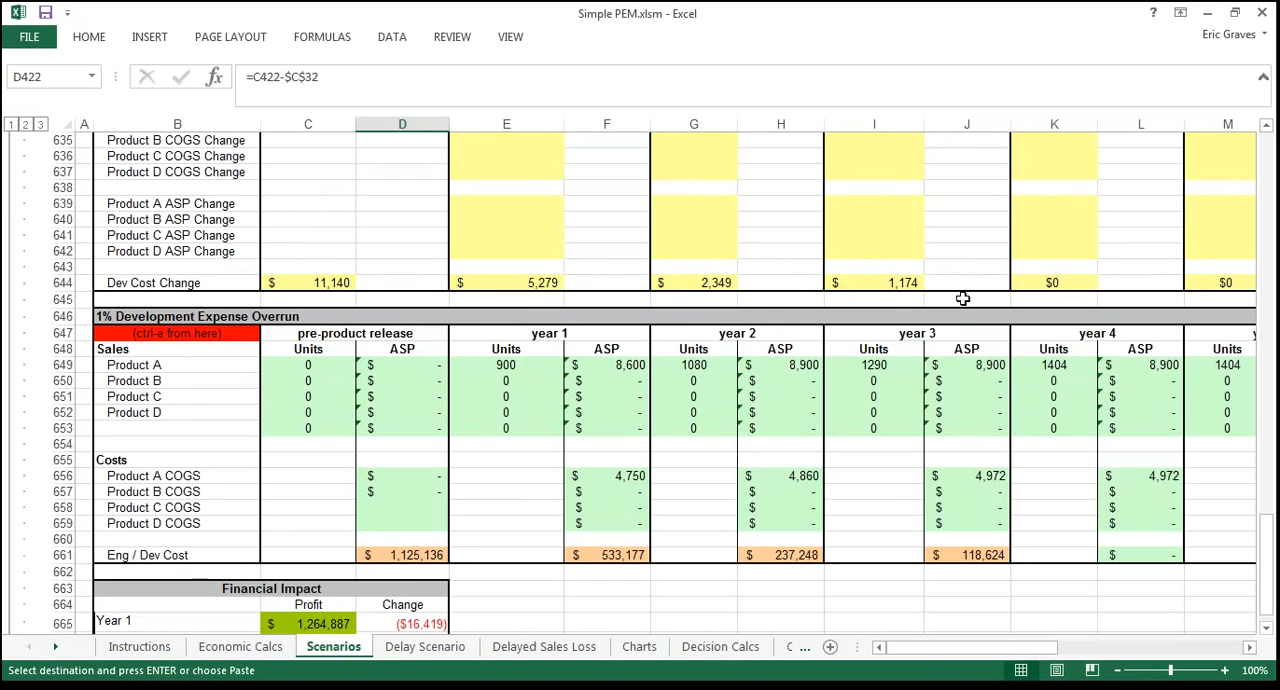 Simple PEM.xlsm - Excel
?
FILE HOME INSERT PAGE LAYOUT FORMULAS DATA REVIEW VIEW Eric Graves
D422 fx =C422-$C$32
1 2 3 A B C D E F G H I J K L M
635 Product B COGS Change
636 Product C COGS Change
637 Product D COGS Change
638
639 Product A ASP Change
640 Product B ASP Change
641 Product C ASP Change
642 Product D ASP Change
643
644 Dev Cost Change $ 11,140 $ 5,279 $ 2,349 $ 1,174 $0 $0
645
646 1% Development Expense Overrun
647 (ctrl-e from here) pre-product release year 1 year 2 year 3 year 4 y
648 Sales Units ASP Units ASP Units ASP Units ASP Units ASP Units
649 Product A 0 $ - 900 $ 8,600 1080 $ 8,900 1290 $ 8,900 1404 $ 8,900 1404
650 Product B 0 $ - 0 $ - 0 $ - 0 $ - 0 $ - 0
651 Product C 0 $ - 0 $ - 0 $ - 0 $ - 0 $ - 0
652 Product D 0 $ - 0 $ - 0 $ - 0 $ - 0 $ - 0
653 0 $ - 0 $ - 0 $ - 0 $ - 0 $ - 0
654
655 Costs
656 Product A COGS $ - $ 4,750 $ 4,860 $ 4,972 $ 4,972
657 Product B COGS $ - $ - $ - $ - $ -
658 Product C COGS $ - $ - $ - $ -
659 Product D COGS $ - $ - $ - $ -
660
661 Eng / Dev Cost $ 1,125,136 $ 533,177 $ 237,248 $ 118,624 $ -
662
663 Financial Impact
664 Profit Change
665 Year 1 $ 1,264,887 ($16,419)
Instructions Economic Calcs Scenarios Delay Scenario Delayed Sales Loss Charts Decision Calcs C ...
Select destination and press ENTER or choose Paste 100%